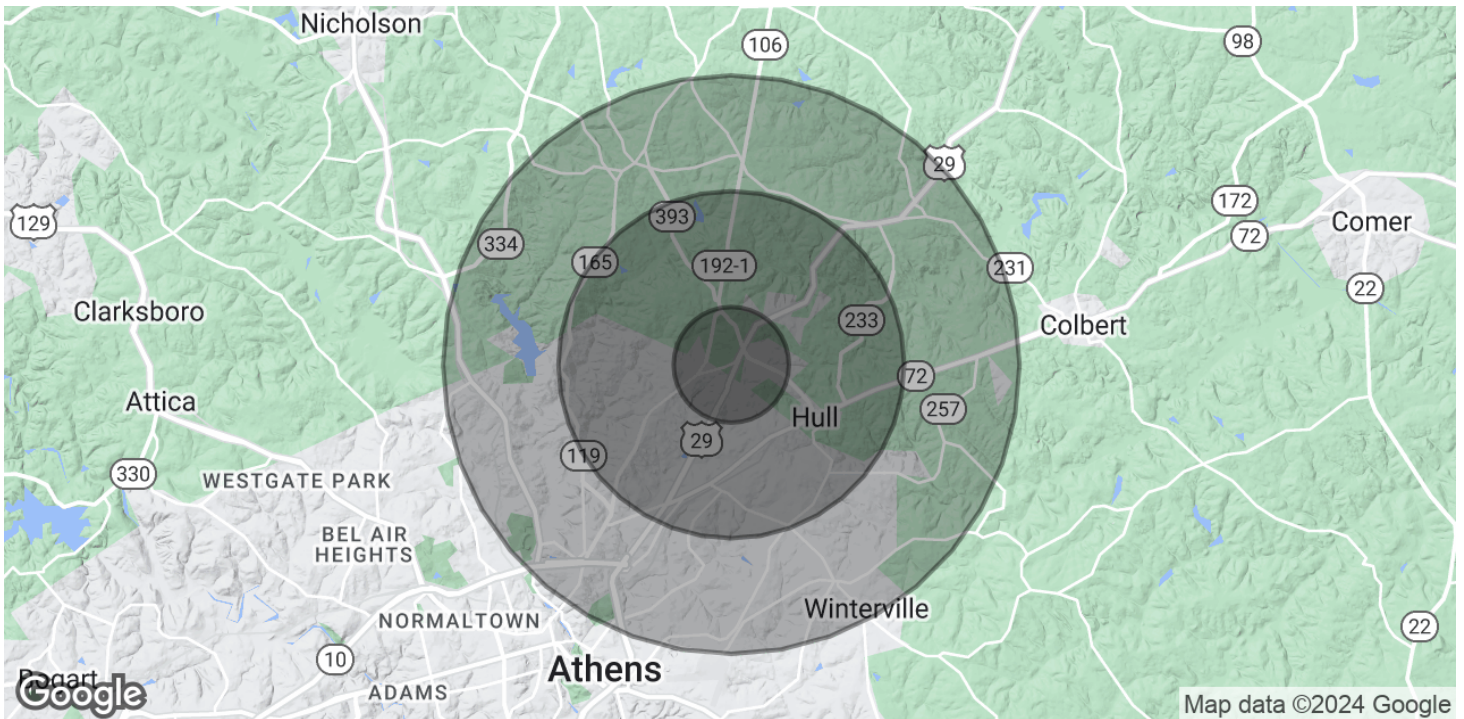 Nicholson
106
98
29
393
172
129
Comer
334
72
165
192-1
231
22
Clarksboro
233
Colbert
72
Attica
257
Hull
29
119
330
WESTGATE PARK
BEL AIR
HEIGHTS
Winterville
NORMALTOWN
22
10
Athens
Bogart
ADAMS
Google
Map data ©2024 Google